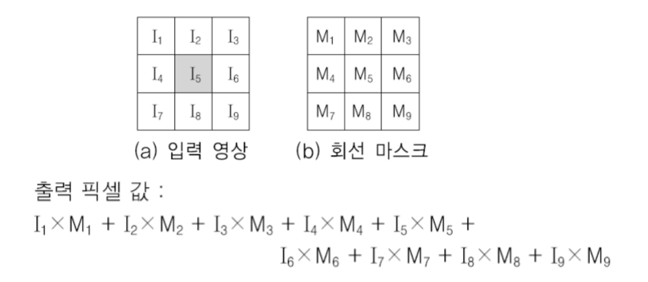 I₁ I₂ I₃ M₁ M₂ M₃
I₄ I₅ I₆ M₄ M₅ M₆
I₇ I₈ I₉ M₇ M₈ M₉
(a) 입력 영상 (b) 회선 마스크
출력 픽셀 값 :
I₁×M₁ + I₂×M₂ + I₃×M₃ + I₄×M₄ + I₅×M₅ +
I₆×M₆ + I₇×M₇ + I₈×M₈ + I₉×M₉